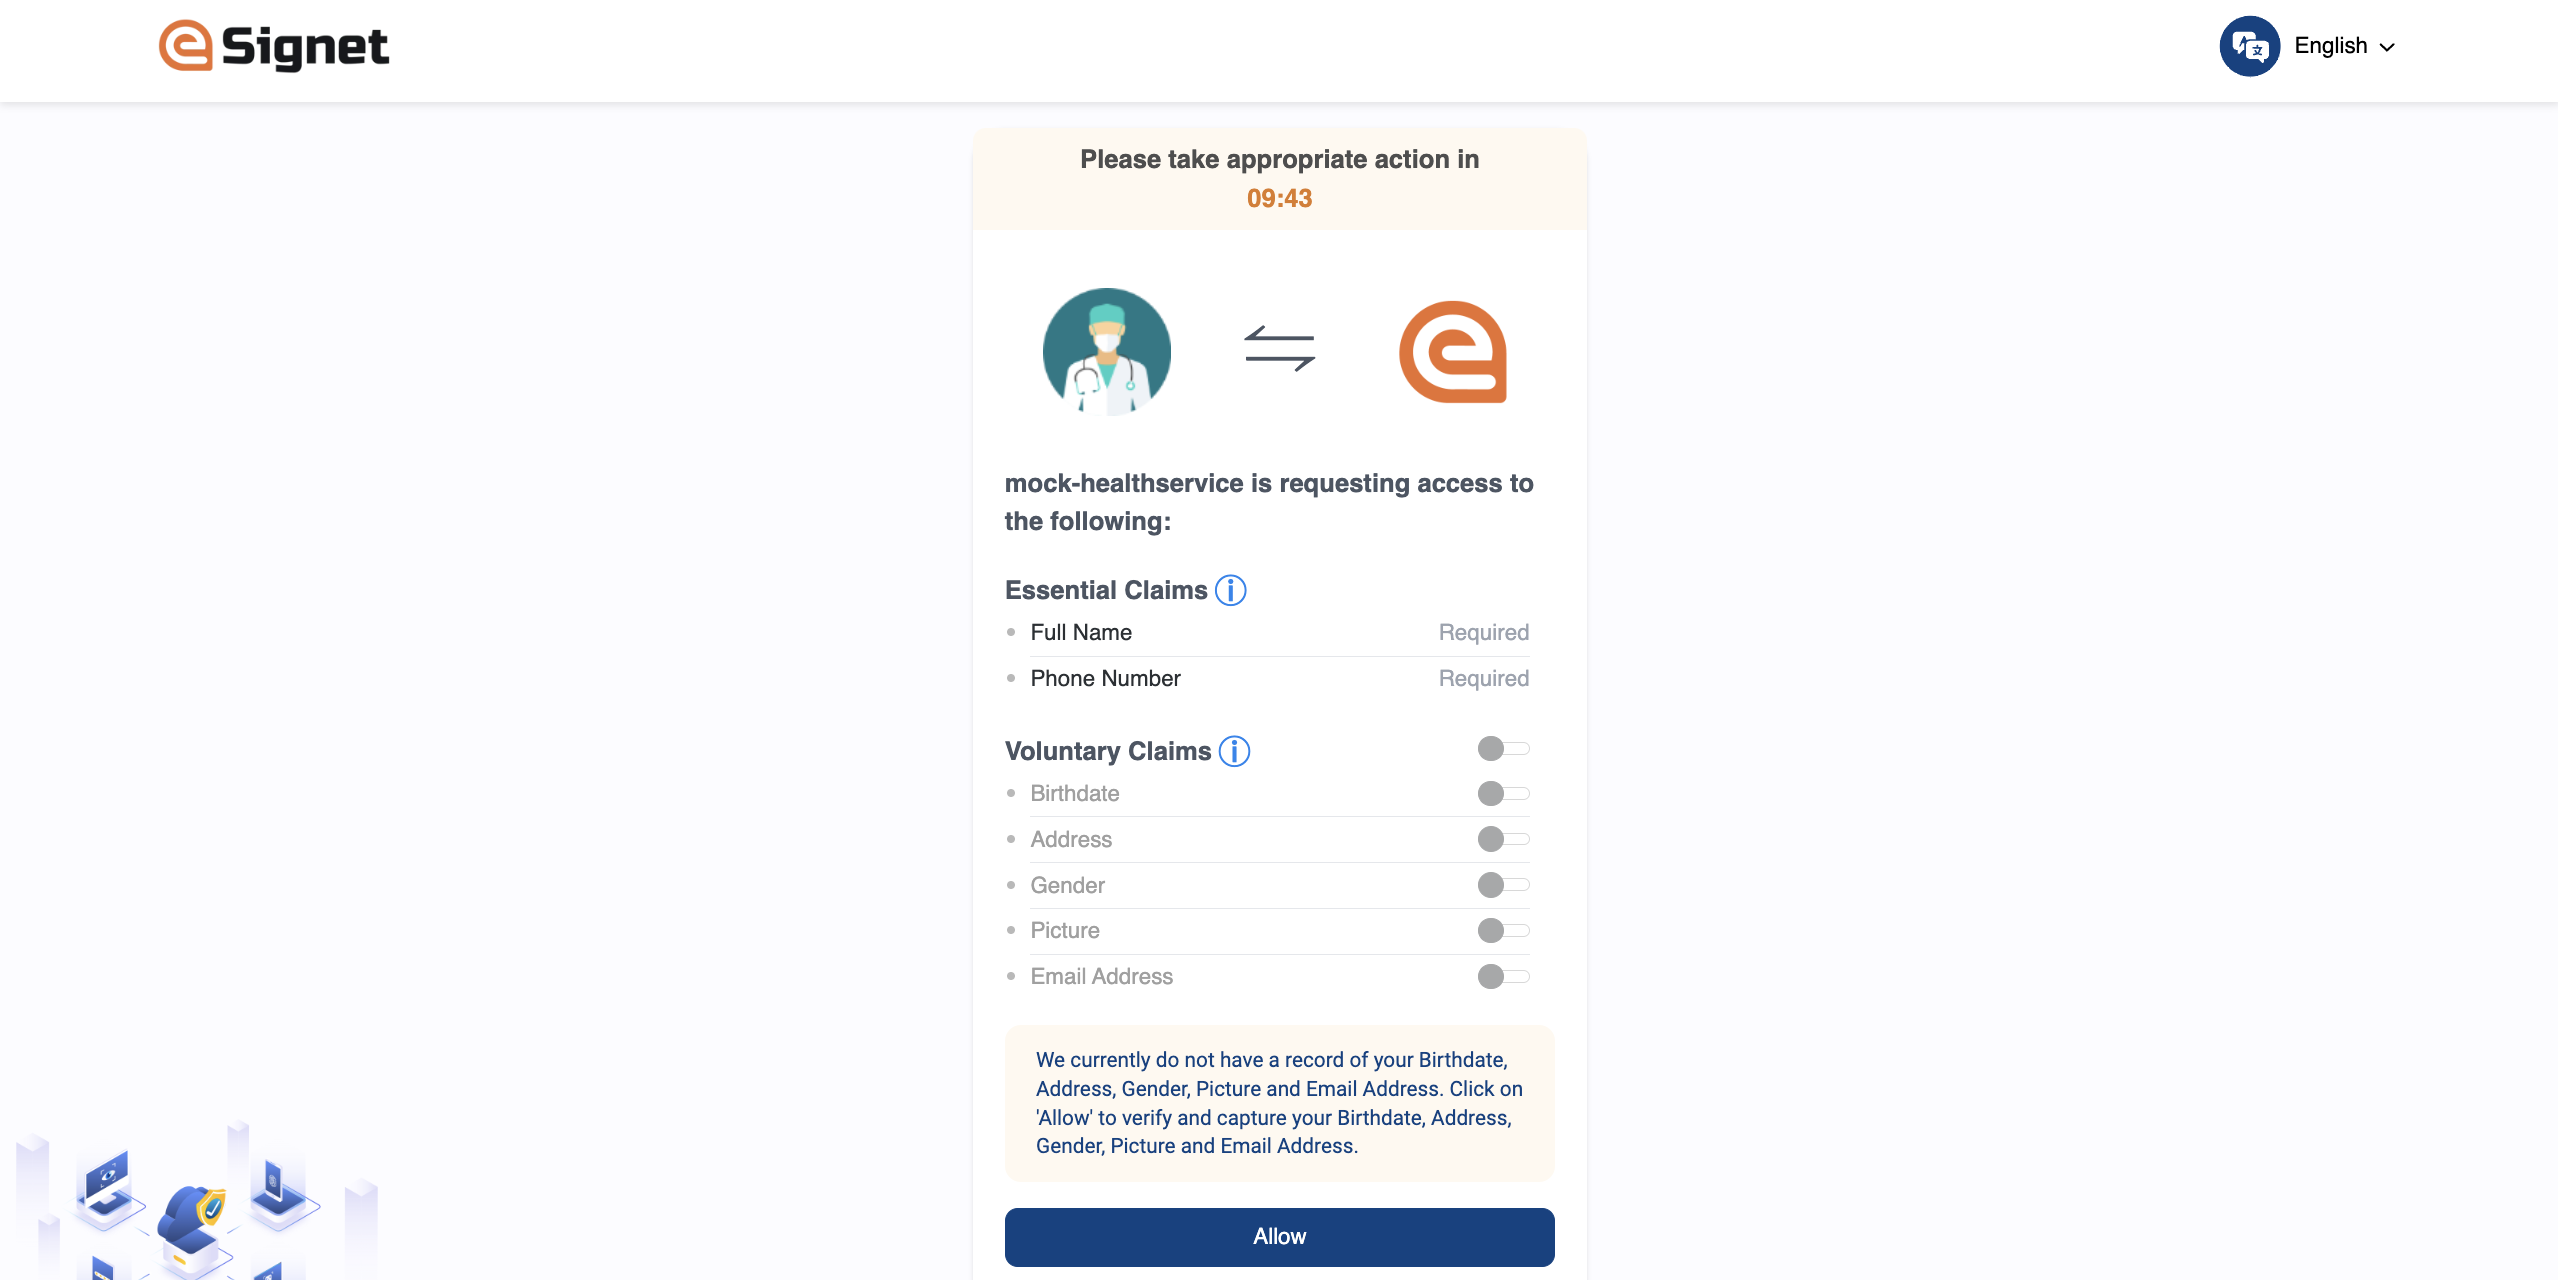 eSignet
English
Please take appropriate action in
09:43
mock-healthservice is requesting access to
the following:
Essential Claims
Full Name Required
Phone Number Required
Voluntary Claims
Birthdate
Address
Gender
Picture
Email Address
We currently do not have a record of your Birthdate,
Address, Gender, Picture and Email Address. Click on
'Allow' to verify and capture your Birthdate, Address,
Gender, Picture and Email Address.
Allow